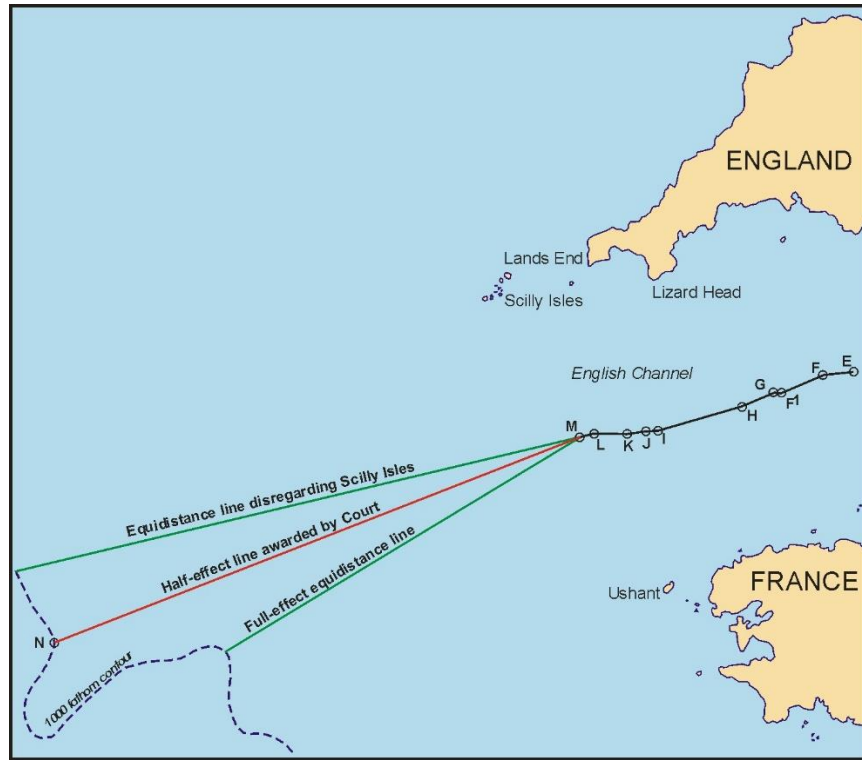 ENGLAND
Lands End
Scilly Isles
Lizard Head
English Channel
E
F
G
F1
H
M
L
K
J
I
Equidistance line disregarding Scilly Isles
Half-effect line awarded by Court
Full-effect equidistance line
Ushant
FRANCE
N
1000 fathom contour